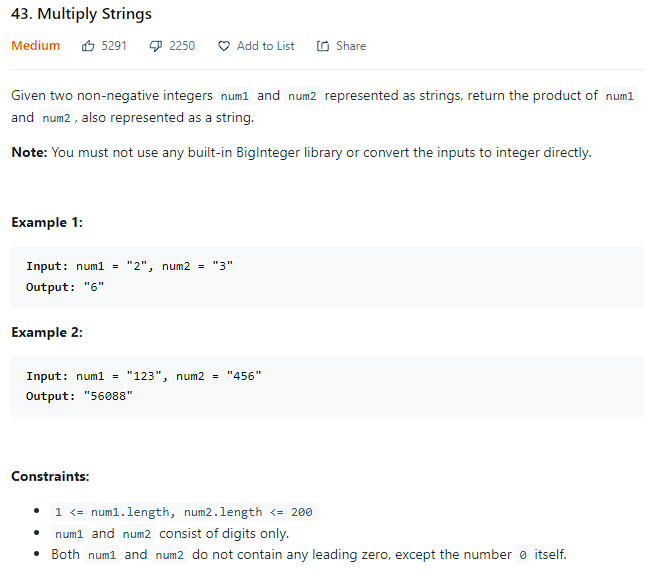 43. Multiply Strings
Medium 5291 2250 Add to List Share
Given two non-negative integers num1 and num2 represented as strings, return the product of num1
and num2 , also represented as a string.
Note: You must not use any built-in BigInteger library or convert the inputs to integer directly.
Example 1:
Input: num1 = "2", num2 = "3"
Output: "6"
Example 2:
Input: num1 = "123", num2 = "456"
Output: "56088"
Constraints:
• 1 <= num1.length, num2.length <= 200
• num1 and num2 consist of digits only.
• Both num1 and num2 do not contain any leading zero, except the number 0 itself.